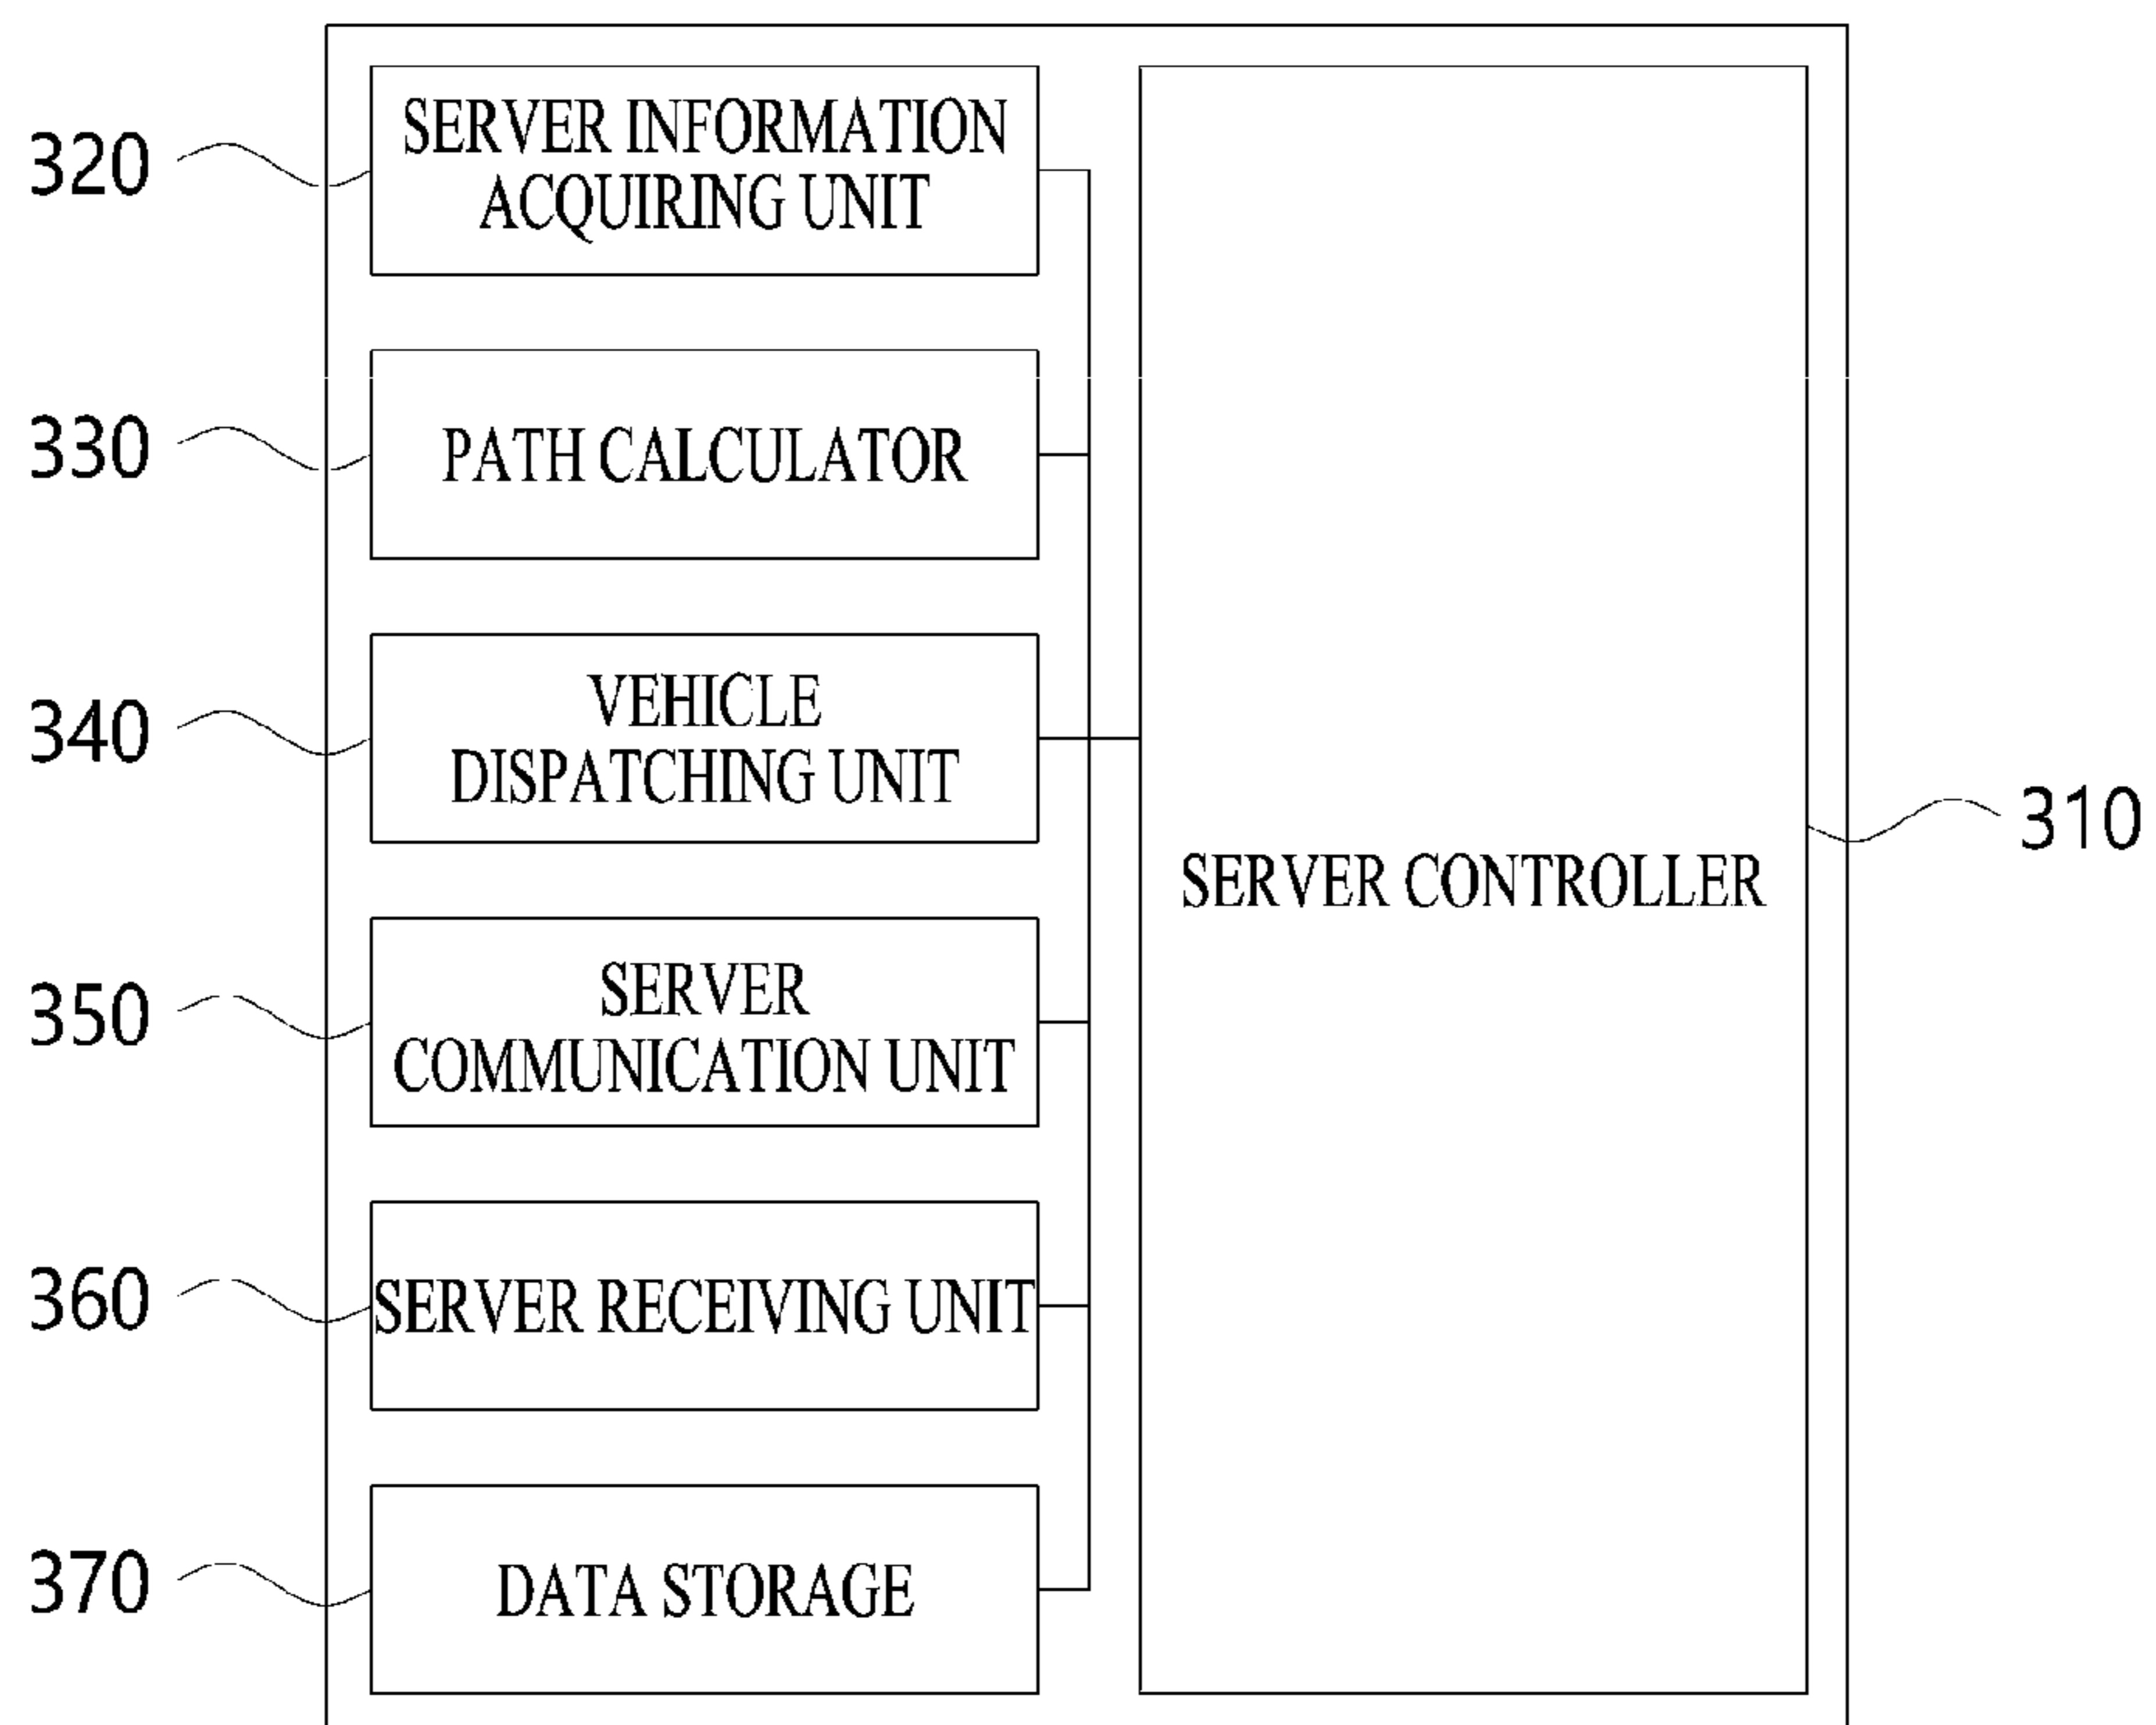 320
SERVER INFORMATION
ACQUIRING UNIT
330
PATH CALCULATOR
340
VEHICLE
DISPATCHING UNIT
310
SERVER CONTROLLER
350
SERVER
COMMUNICATION UNIT
360
SERVER RECEIVING UNIT
370
DATA STORAGE